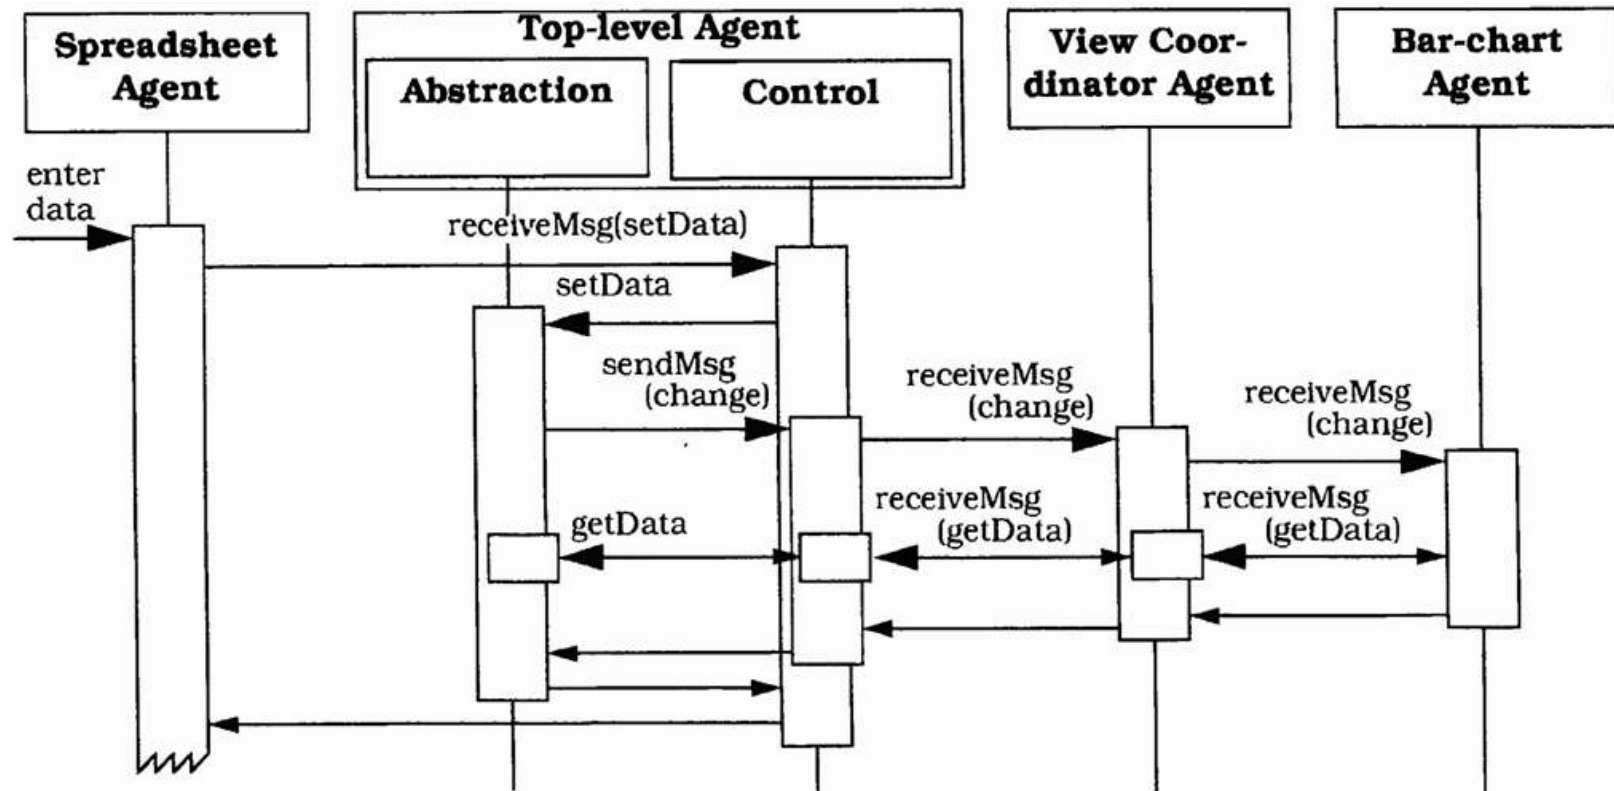 Spreadsheet
Agent
Top-level Agent
Abstraction
Control
View Coor-
dinator Agent
Bar-chart
Agent
enter
data
receiveMsg(setData)
setData
sendMsg
(change)
receiveMsg
(change)
receiveMsg
(change)
getData
receiveMsg
(getData)
receiveMsg
(getData)